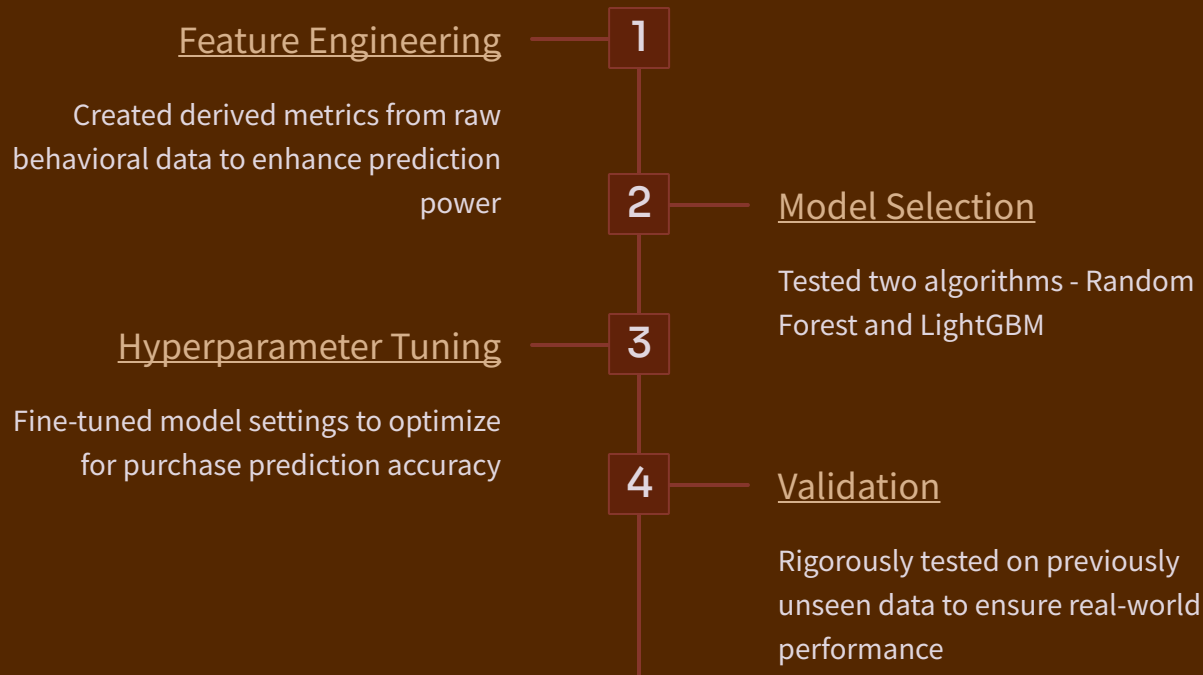 1
Feature Engineering
Created derived metrics from raw
behavioral data to enhance prediction
power
2
Model Selection
Tested two algorithms - Random
Forest and LightGBM
3
Hyperparameter Tuning
Fine-tuned model settings to optimize
for purchase prediction accuracy
4
Validation
Rigorously tested on previously
unseen data to ensure real-world
performance